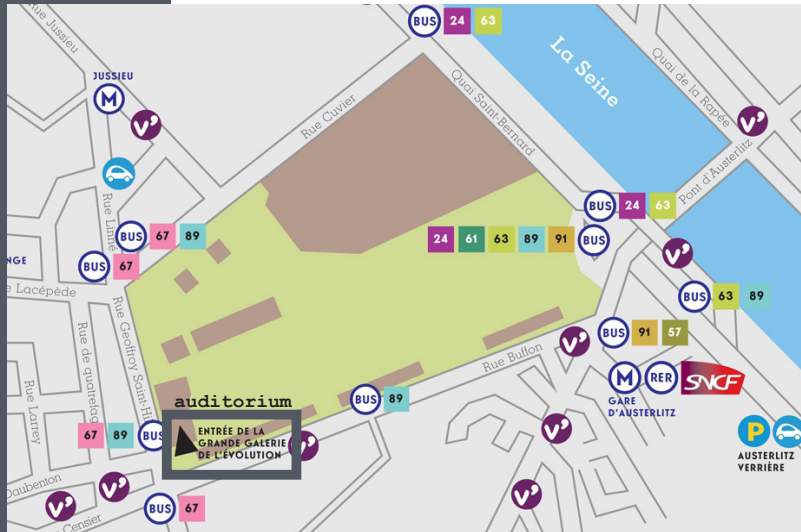 BUS 24 63
Rue Jussieu
JUSSIEU
M
V'
Rue Cuvier
Quai Saint-Bernard
La Seine
Quai de la Rapée
V'
Pont d'Austerlitz
BUS 24 63
Rue Linné
BUS 67 89
24 61 63 89 91 BUS
NGE
BUS 67
V'
e Lacépède
BUS 63 89
Rue Geoffroy Saint-Hi
Rue de quatrefag
BUS 91 57
V'
Rue Buffon
M RER SNCF
GARE
D'AUSTERLITZ
Rue Larrey
auditorium
BUS 89
67 89 BUS
ENTRÉE DE LA
GRANDE GALERIE
DE L'ÉVOLUTION
V'
V'
P
AUSTERLITZ
VERRIÈRE
Daubenton
V'
V'
V'
BUS 67
Censier